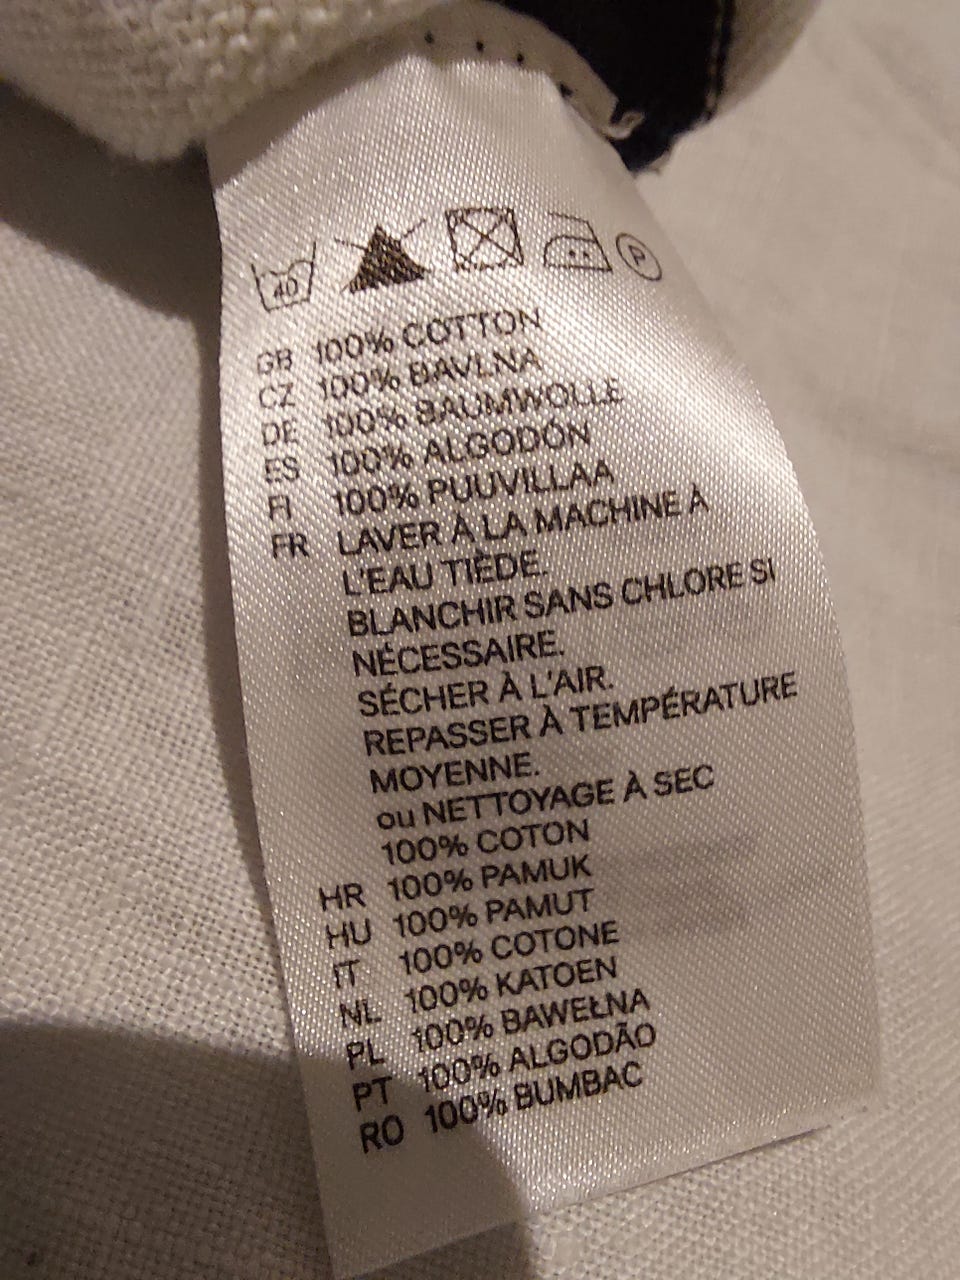 40 P
GB 100% COTTON
CZ 100% BAVLNA
DE 100% BAUMWOLLE
ES 100% ALGODÓN
FI 100% PUUVILLAA
FR LAVER À LA MACHINE À
L'EAU TIÈDE.
BLANCHIR SANS CHLORE SI
NÉCESSAIRE.
SÉCHER À L'AIR.
REPASSER À TEMPÉRATURE
MOYENNE.
ou NETTOYAGE À SEC
100% COTON
HR 100% PAMUK
HU 100% PAMUT
IT 100% COTONE
NL 100% KATOEN
PL 100% BAWEŁNA
PT 100% ALGODÃO
RO 100% BUMBAC